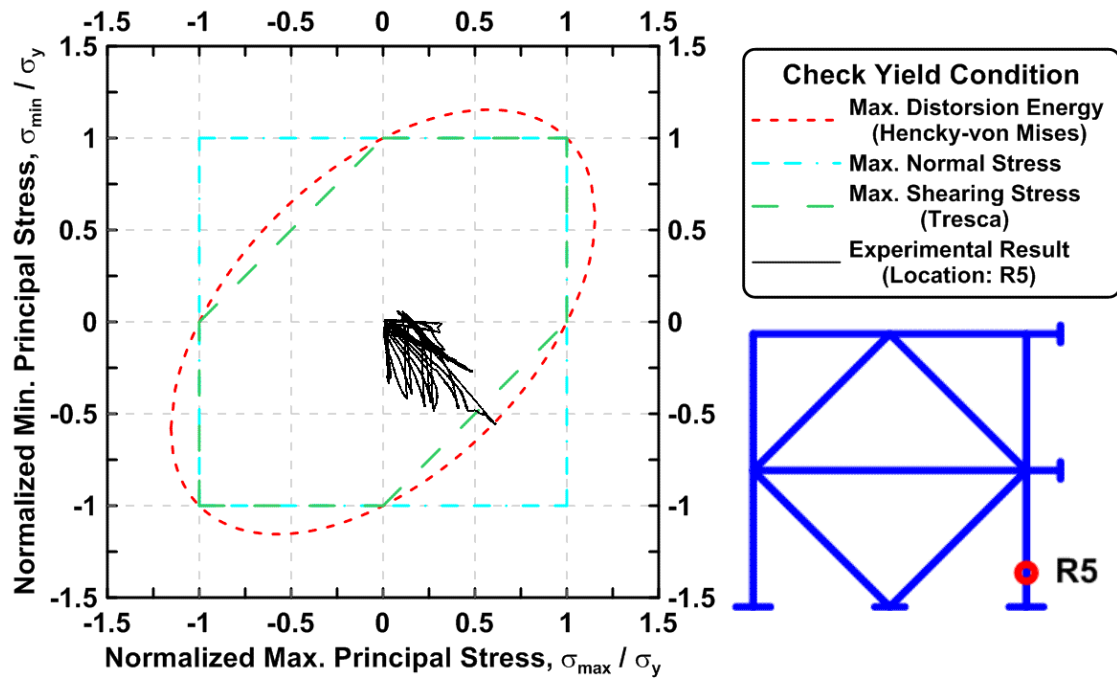 -1.5 -1 -0.5 0 0.5 1 1.5
Normalized Min. Principal Stress, σmin / σy
1.5 1.5
1 1
0.5 0.5
0 0
-0.5 -0.5
-1 -1
-1.5 -1.5
-1.5 -1 -0.5 0 0.5 1 1.5
Normalized Max. Principal Stress, σmax / σy
Check Yield Condition
Max. Distorsion Energy
(Hencky-von Mises)
Max. Normal Stress
Max. Shearing Stress
(Tresca)
Experimental Result
(Location: R5)
R5